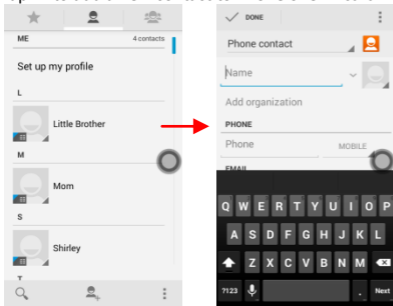 ME 4 contacts
Set up my profile
L
Little Brother
M
Mom
S
Shirley
DONE
Phone contact
Name
Add organization
PHONE
Phone MOBILE
EMAIL
Q W E R T Y U I O P
A S D F G H J K L
Z X C V B N M
?123 . Next